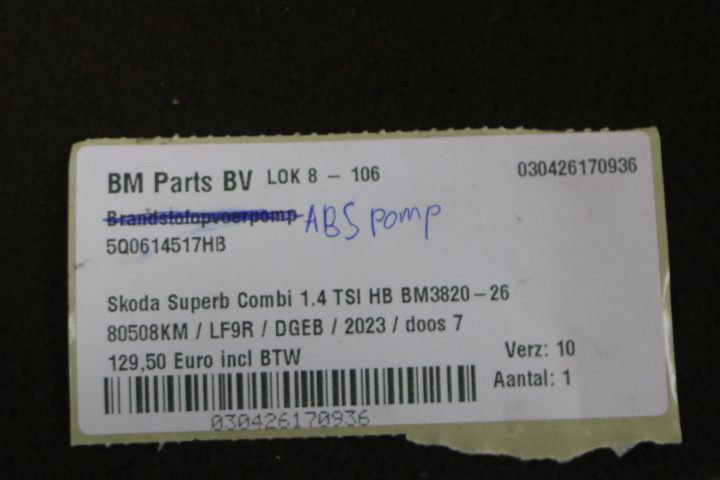 BM Parts BV LOK 8 - 106 030426170936
Brandstofopvoerpomp ABS pomp
5Q0614517HB
Skoda Superb Combi 1.4 TSI HB BM3820-26
80508KM / LF9R / DGEB / 2023 / doos 7
129,50 Euro incl BTW Verz: 10
Aantal: 1
030426170936